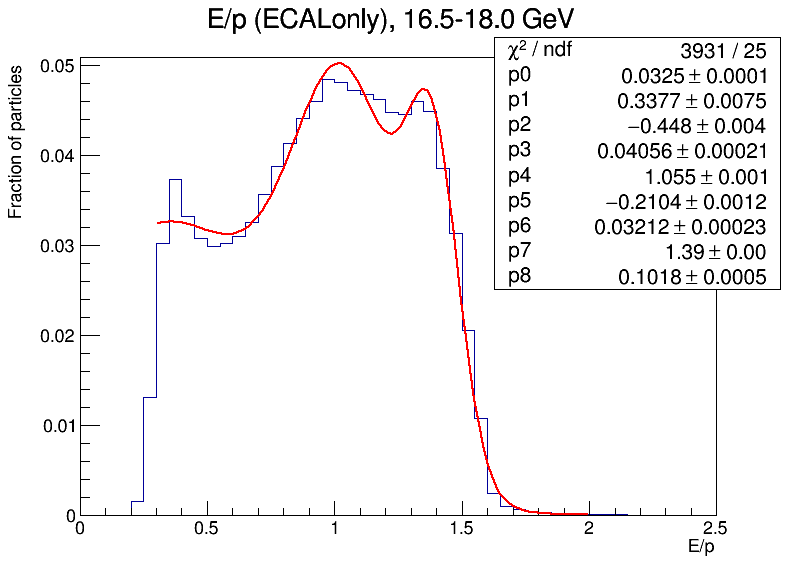 E/p (ECALonly), 16.5-18.0 GeV
χ² / ndf 3931 / 25
p0 0.0325 ± 0.0001
p1 0.3377 ± 0.0075
p2 −0.448 ± 0.004
p3 0.04056 ± 0.00021
p4 1.055 ± 0.001
p5 −0.2104 ± 0.0012
p6 0.03212 ± 0.00023
p7 1.39 ± 0.00
p8 0.1018 ± 0.0005
Fraction of particles
0.05
0.04
0.03
0.02
0.01
0
0 0.5 1 1.5 2 2.5
E/p